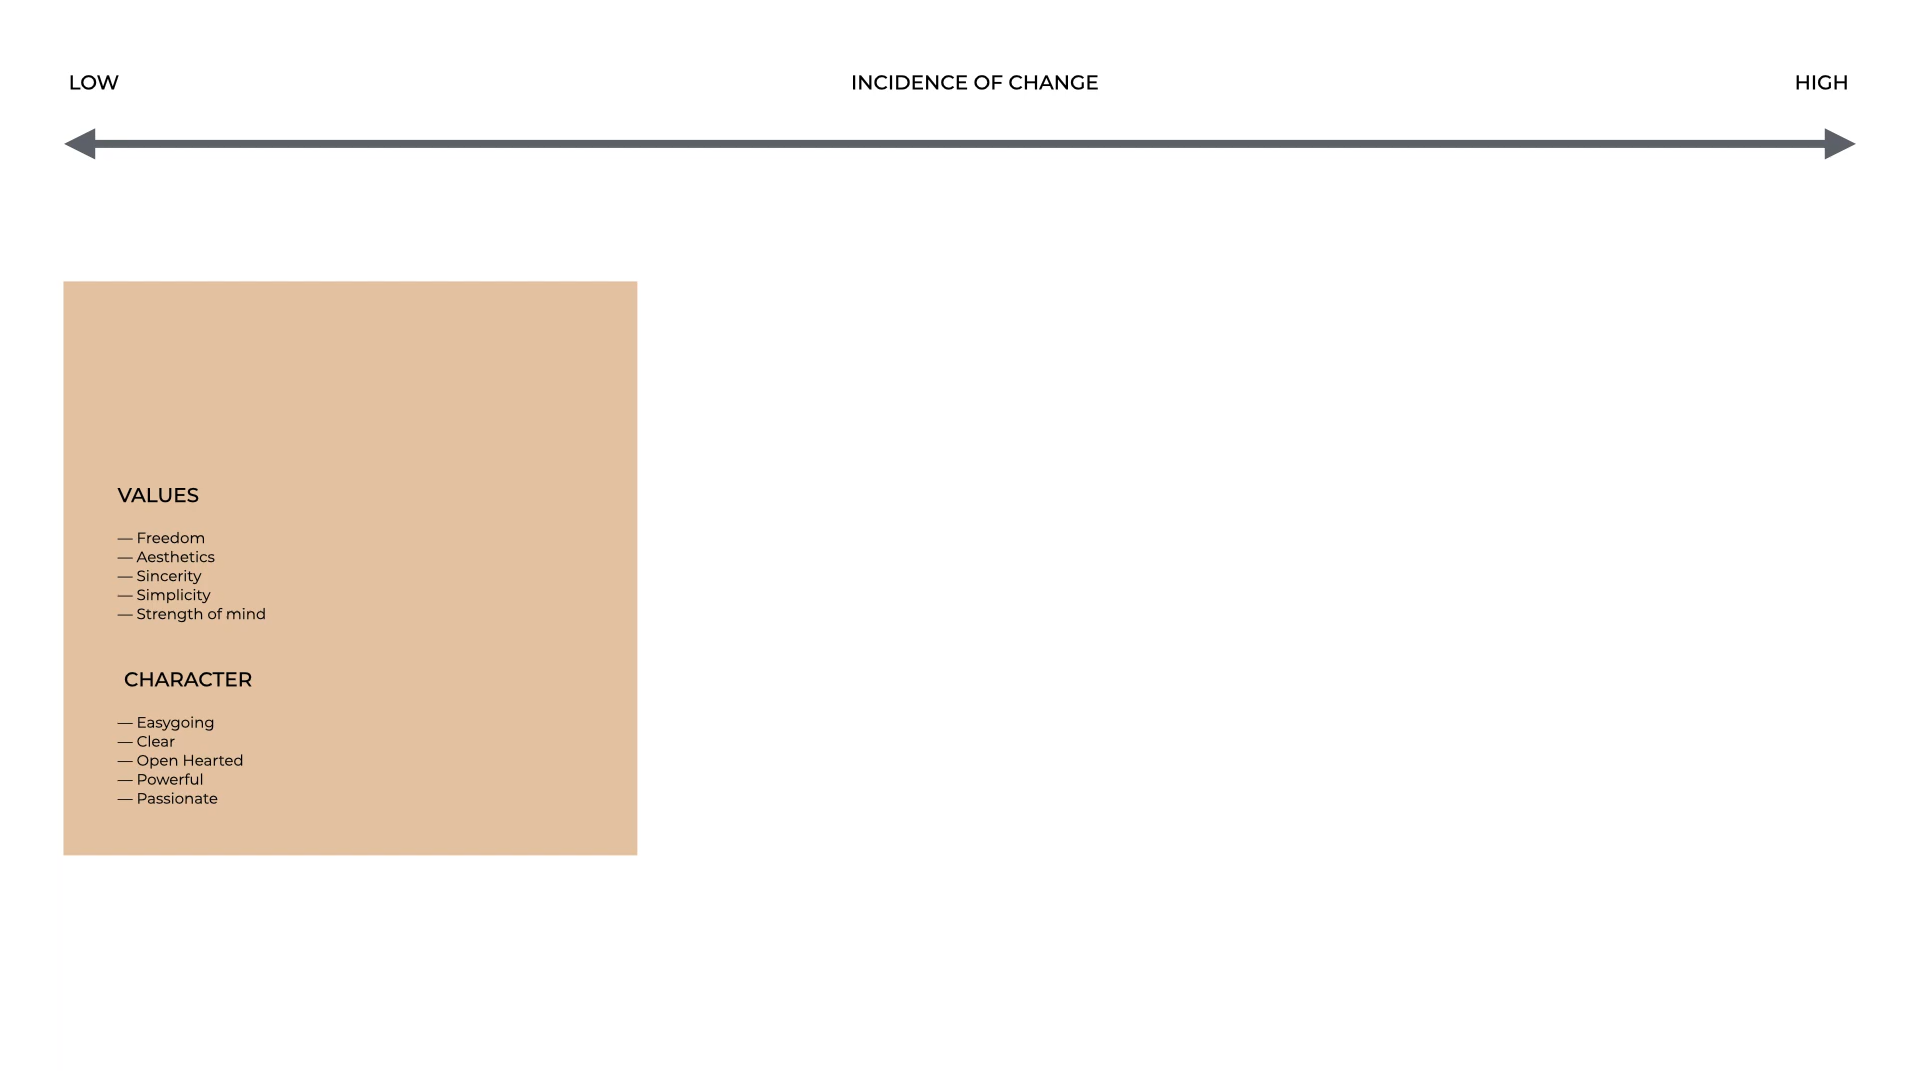 LOW
INCIDENCE OF CHANGE
HIGH
VALUES
— Freedom
— Aesthetics
— Sincerity
— Simplicity
— Strength of mind
CHARACTER
— Easygoing
— Clear
— Open Hearted
— Powerful
— Passionate